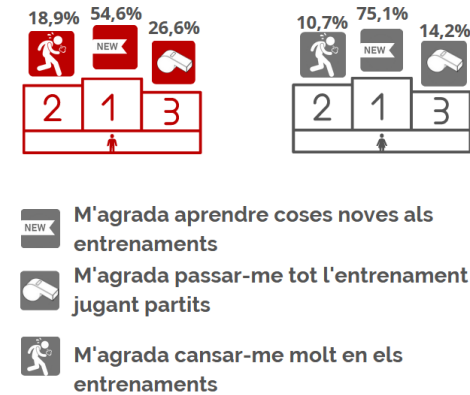 18,9% 54,6% 26,6%
NEW
2 1 3
10,7% 75,1% 14,2%
NEW
2 1 3
NEW
M'agrada aprendre coses noves als
entrenaments
M'agrada passar-me tot l'entrenament
jugant partits
M'agrada cansar-me molt en els
entrenaments